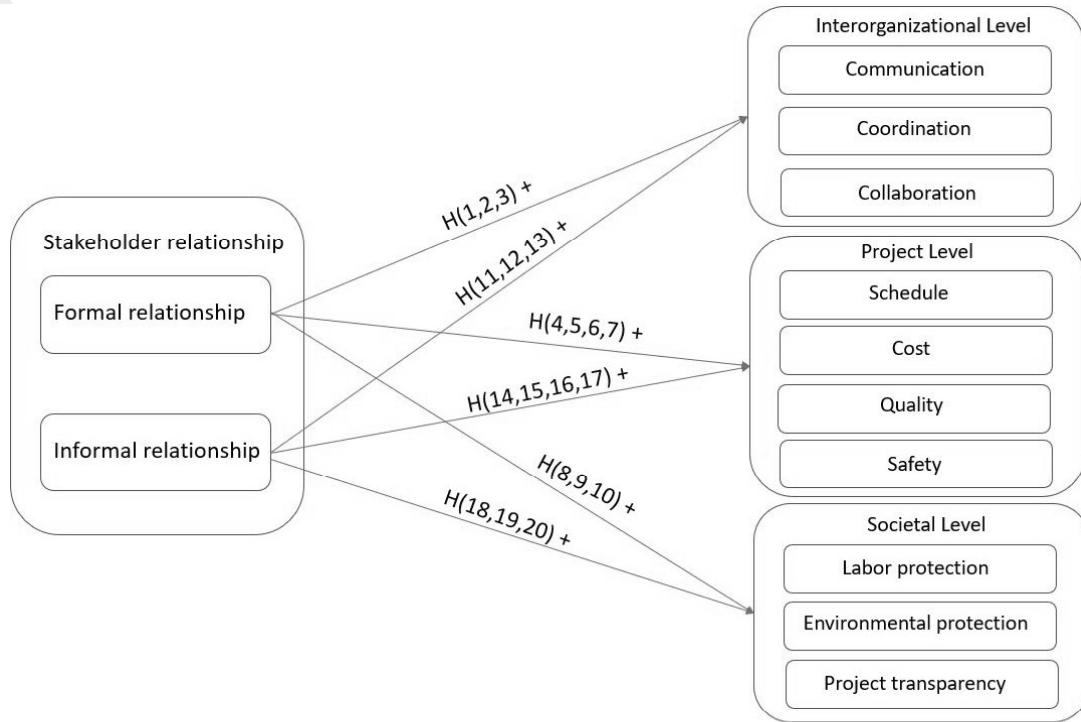 Stakeholder relationship
Formal relationship
Informal relationship
H(1,2,3) +
H(11,12,13) +
H(4,5,6,7) +
H(14,15,16,17) +
H(8,9,10) +
H(18,19,20) +
Interorganizational Level
Communication
Coordination
Collaboration
Project Level
Schedule
Cost
Quality
Safety
Societal Level
Labor protection
Environmental protection
Project transparency